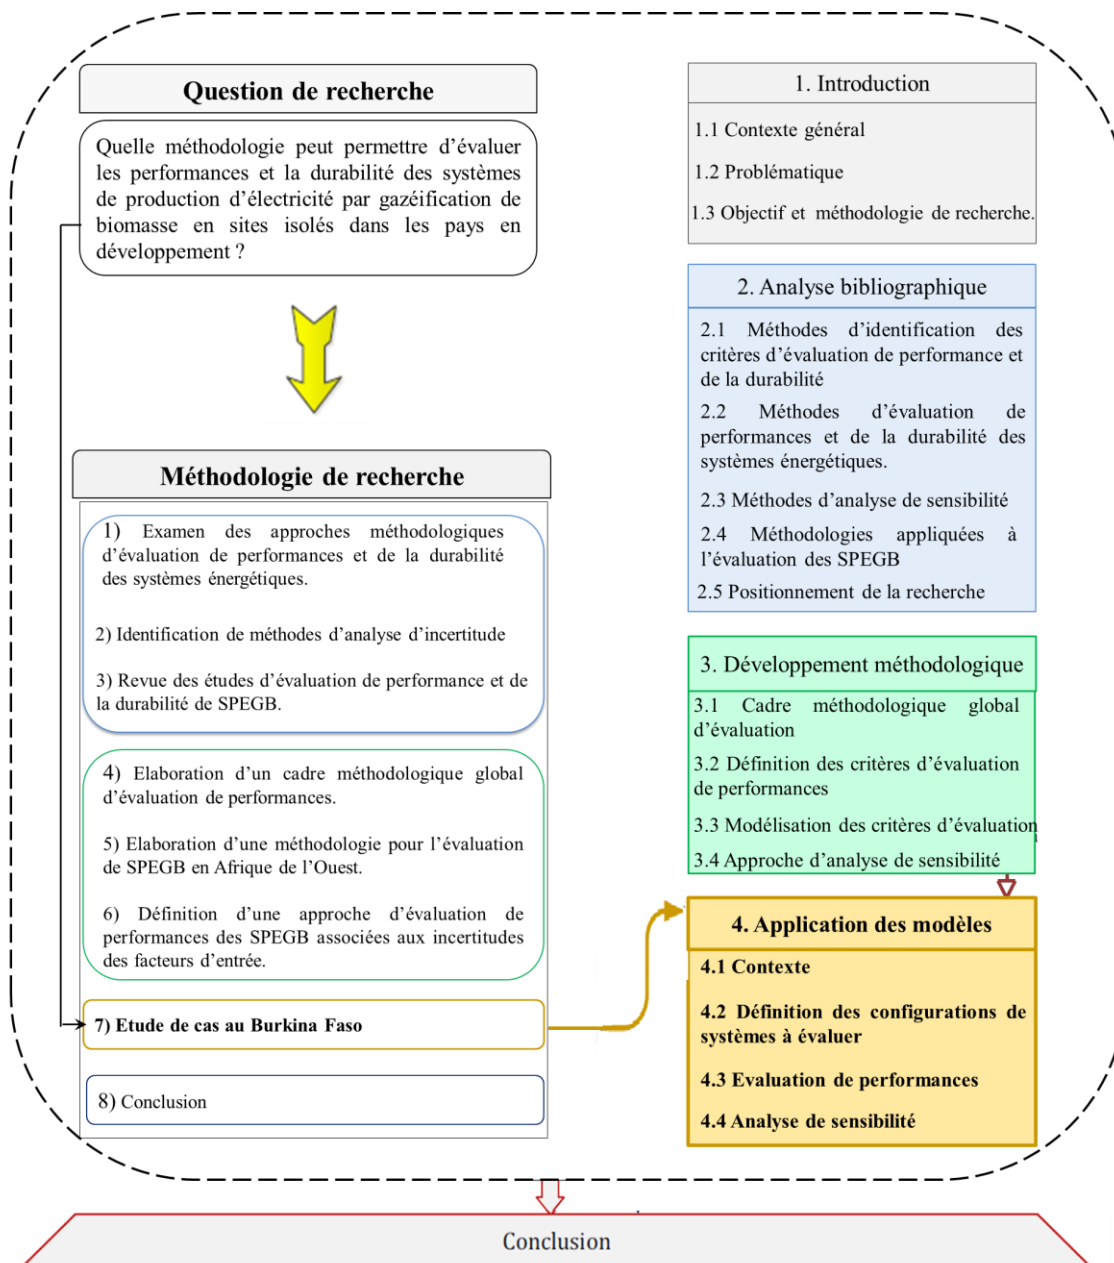 Question de recherche
Quelle méthodologie peut permettre d'évaluer
les performances et la durabilité des systèmes
de production d'électricité par gazéification de
biomasse en sites isolés dans les pays en
développement ?
Méthodologie de recherche
1) Examen des approches méthodologiques
d'évaluation de performances et de la durabilité
des systèmes énergétiques.
2) Identification de méthodes d'analyse d'incertitude
3) Revue des études d'évaluation de performance et de
la durabilité de SPEGB.
4) Elaboration d'un cadre méthodologique global
d'évaluation de performances.
5) Elaboration d'une méthodologie pour l'évaluation
de SPEGB en Afrique de l'Ouest.
6) Définition d'une approche d'évaluation de
performances des SPEGB associées aux incertitudes
des facteurs d'entrée.
7) Etude de cas au Burkina Faso
8) Conclusion
1. Introduction
1.1 Contexte général
1.2 Problématique
1.3 Objectif et méthodologie de recherche.
2. Analyse bibliographique
2.1 Méthodes d'identification des
critères d'évaluation de performance et
de la durabilité
2.2 Méthodes d'évaluation de
performances et de la durabilité des
systèmes énergétiques.
2.3 Méthodes d'analyse de sensibilité
2.4 Méthodologies appliquées à
l'évaluation des SPEGB
2.5 Positionnement de la recherche
3. Développement méthodologique
3.1 Cadre méthodologique global
d'évaluation
3.2 Définition des critères d'évaluation
de performances
3.3 Modélisation des critères d'évaluation
3.4 Approche d'analyse de sensibilité
4. Application des modèles
4.1 Contexte
4.2 Définition des configurations de
systèmes à évaluer
4.3 Evaluation de performances
4.4 Analyse de sensibilité
Conclusion